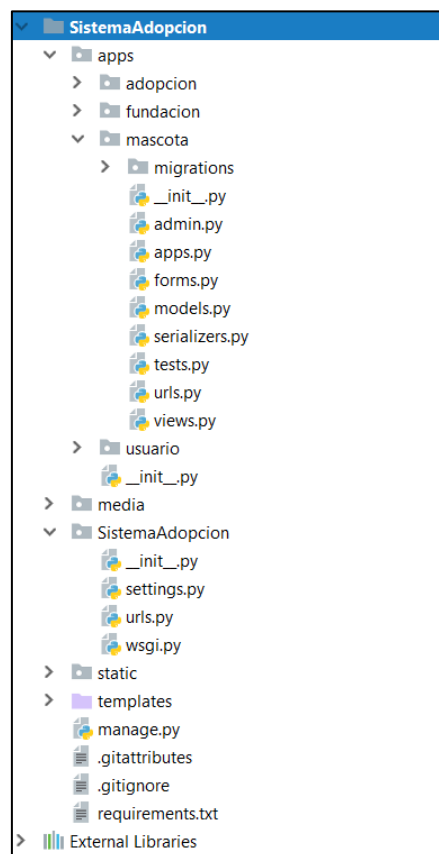 SistemaAdopcion
apps
adopcion
fundacion
mascota
migrations
__init__.py
admin.py
apps.py
forms.py
models.py
serializers.py
tests.py
urls.py
views.py
usuario
__init__.py
media
SistemaAdopcion
__init__.py
settings.py
urls.py
wsgi.py
static
templates
manage.py
.gitattributes
.gitignore
requirements.txt
External Libraries